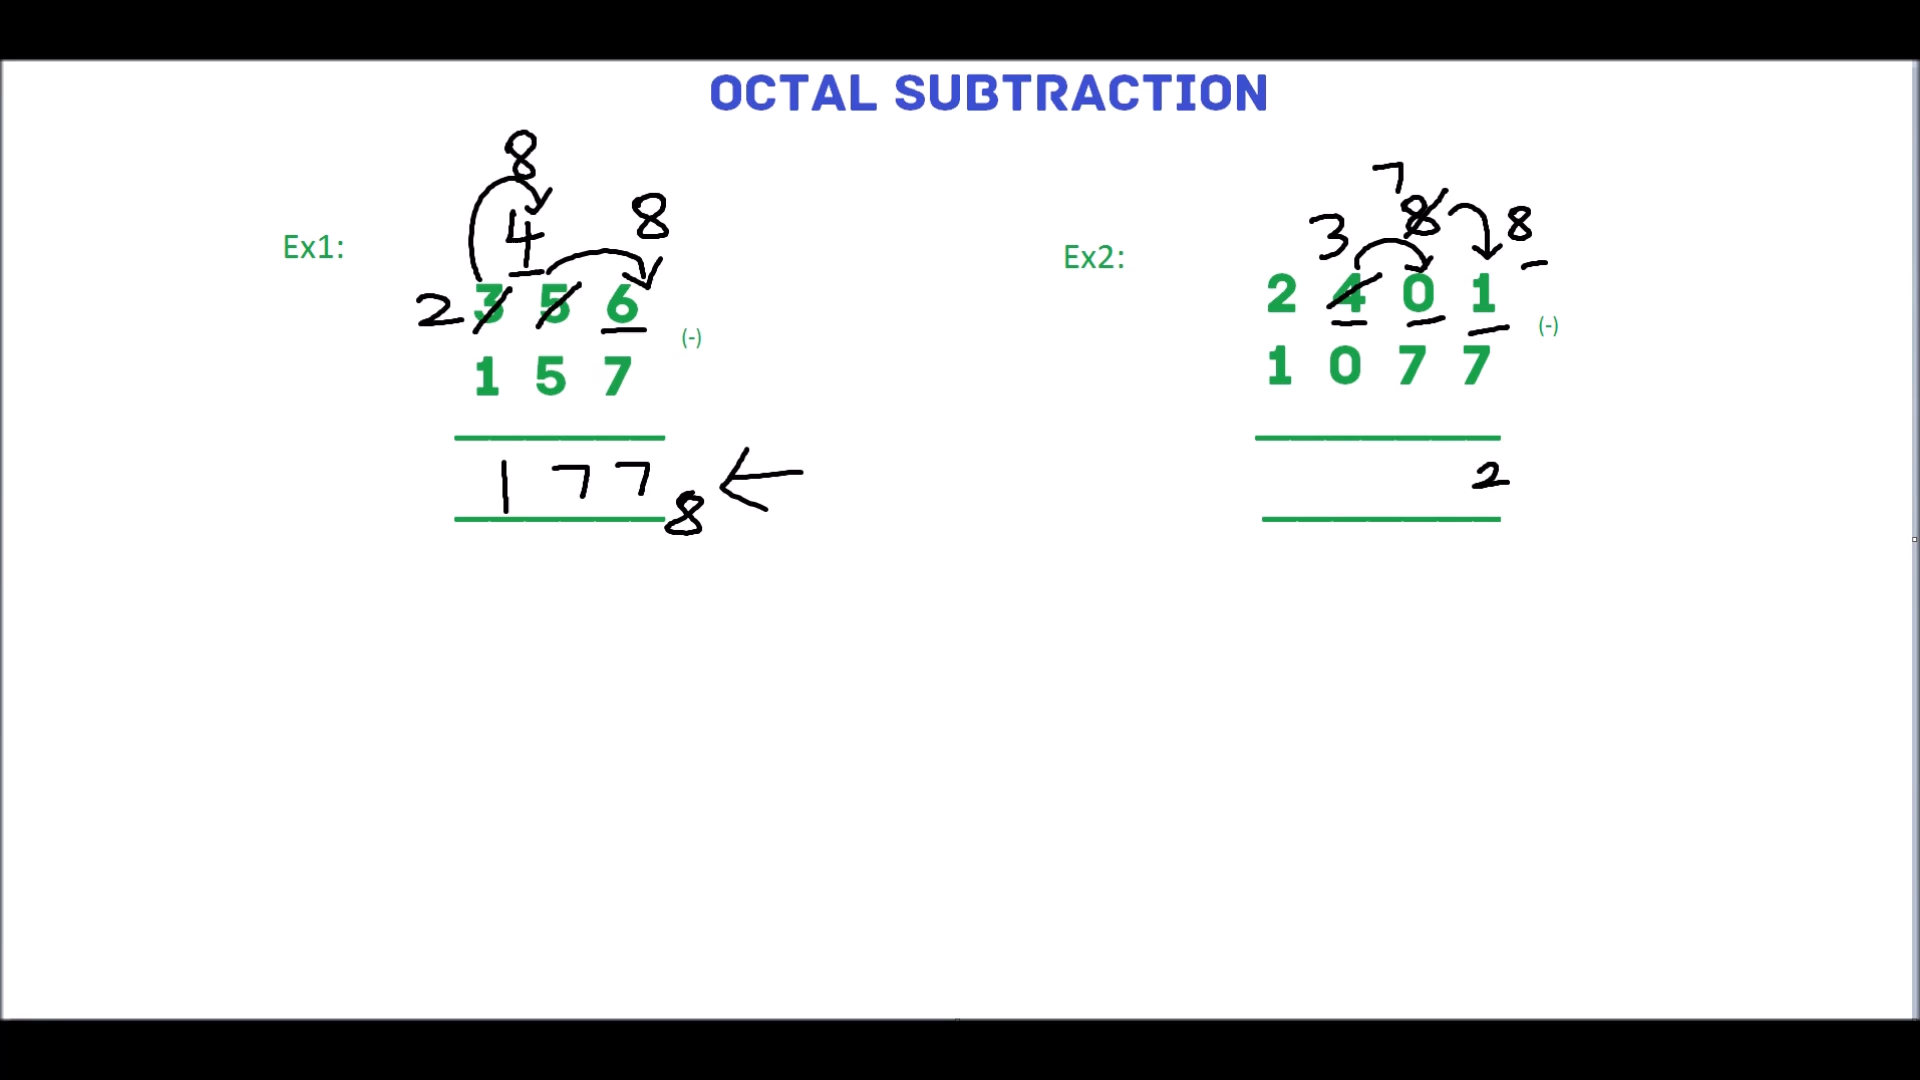 OCTAL SUBTRACTION
Ex1:
8
4 8
2 3 5 6
(-)
1 5 7
1 7 7 8
Ex2:
7
3 8 8
2 4 0 1
(-)
1 0 7 7
2